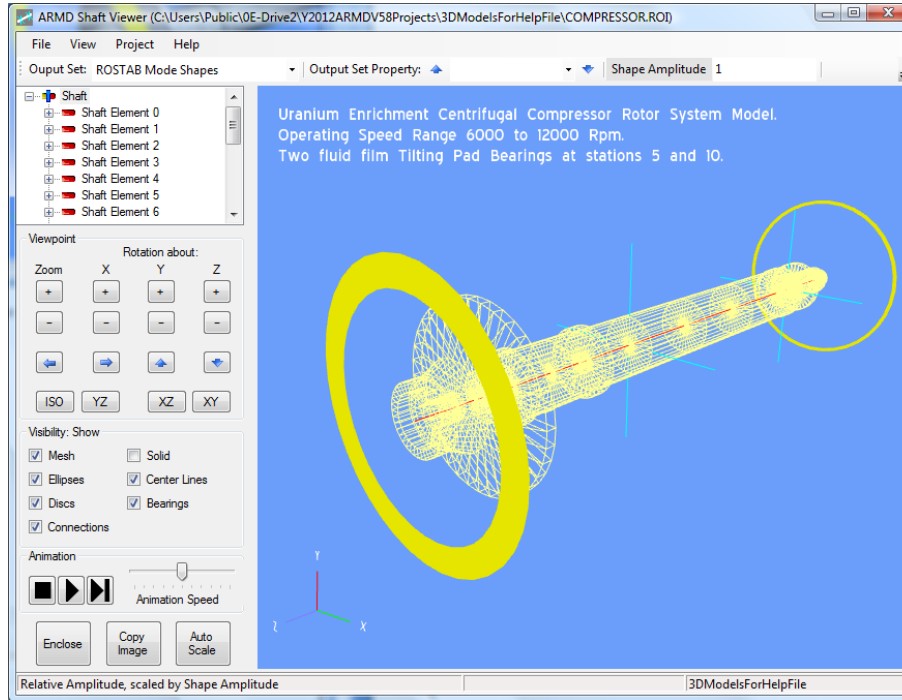 ARMD Shaft Viewer (C:\Users\Public\0E-Drive2\Y2012ARMDV58Projects\3DModelsForHelpFile\COMPRESSOR.ROI)
File View Project Help
Ouput Set: ROSTAB Mode Shapes Outout Set Property: Shape Amplitude 1
Shaft
Shaft Element 0
Shaft Element 1
Shaft Element 2
Shaft Element 3
Shaft Element 4
Shaft Element 5
Shaft Element 6
Uranium Enrichment Centrifugal Compressor Rotor System Model.
Operating Speed Range 6000 to 12000 Rpm.
Two fluid film Tilting Pad Bearings at stations 5 and 10.
Viewpoint
Rotation about:
Zoom X Y Z
+ + + +
- - - -
ISO YZ XZ XY
Visibility: Show
Mesh Solid
Ellipses Center Lines
Discs Bearings
Connections
Animation
Animation Speed
Enclose Copy Image Auto Scale
Y
Z X
Relative Amplitude, scaled by Shape Amplitude 3DModelsForHelpFile